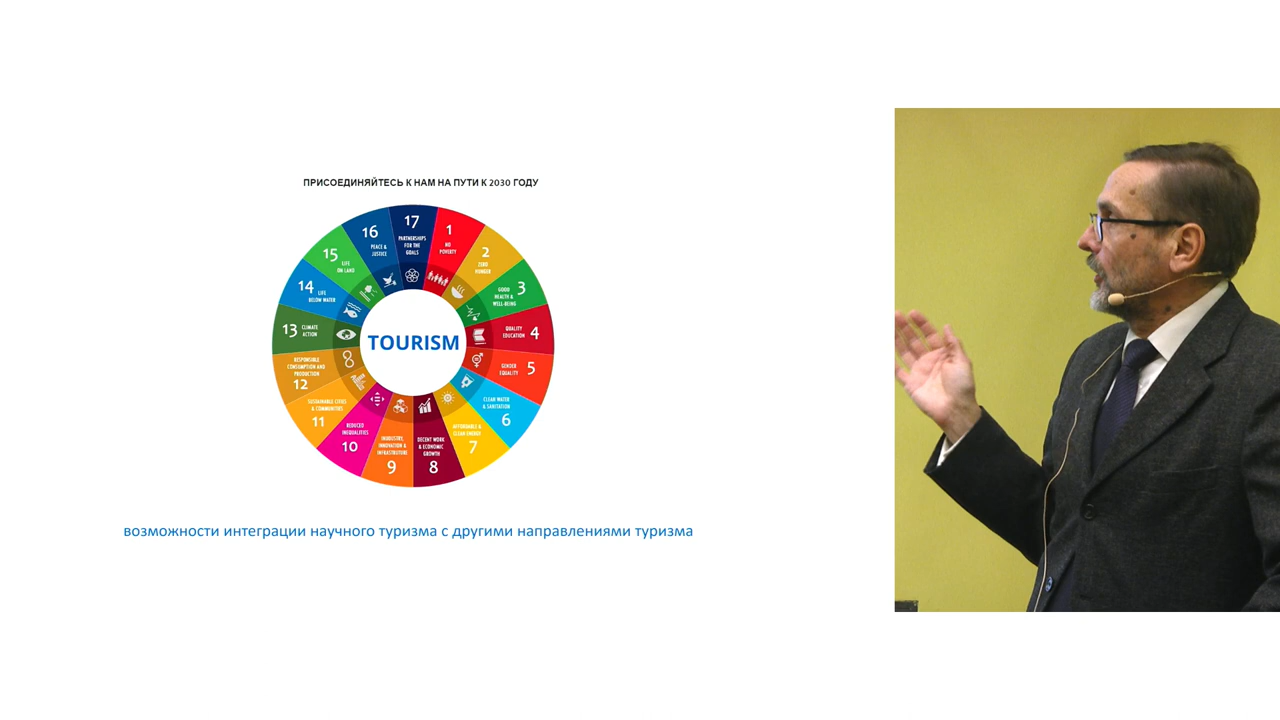 ПРИСОЕДИНЯЙТЕСЬ К НАМ НА ПУТИ К 2030 ГОДУ
17
PARTNERSHIPS
FOR THE
GOALS
1
NO
POVERTY
2
ZERO
HUNGER
3
GOOD
HEALTH &
WELL-BEING
4
QUALITY
EDUCATION
5
GENDER
EQUALITY
6
CLEAR WATER
& SANITATION
7
AFFORDABLE &
CLEAN ENERGY
8
DECENT WORK
& ECONOMIC
GROWTH
9
INDUSTRY,
INNOVATION &
INFRASTRUTURE
10
REDUCED
INEQUALITIES
11
SUSTAINABLE CITIES
& COMMUNITIES
RESPONSIBLE
CONSUMPTION AND
PRODUCTION
12
13
CLIMATE
ACTION
14
LIFE
BELOW WATER
15
LIFE
ON LAND
16
PEACE &
JUSTICE
TOURISM
возможности интеграции научного туризма с другими направлениями туризма